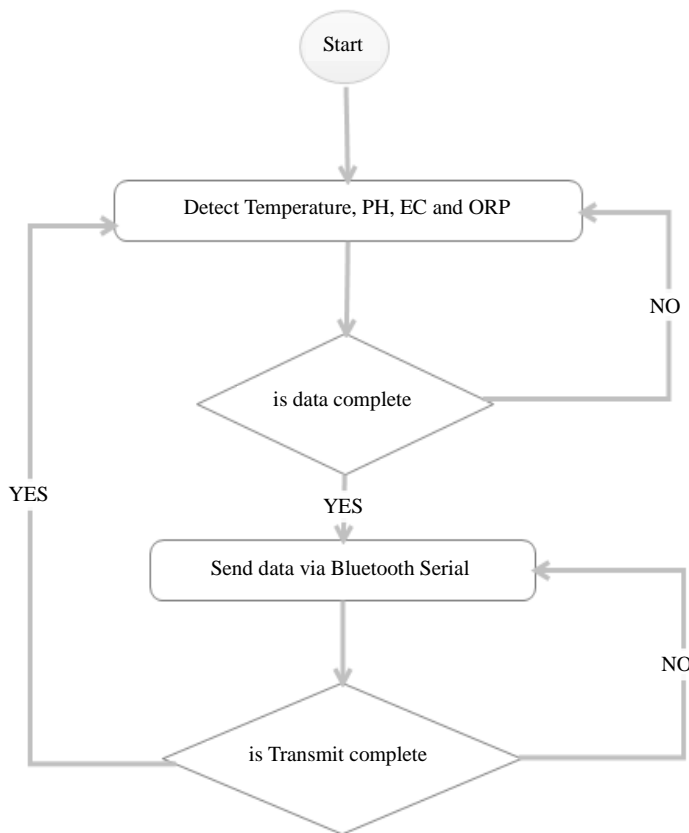 Start
Detect Temperature, PH, EC and ORP
NO
is data complete
YES
YES
Send data via Bluetooth Serial
NO
is Transmit complete